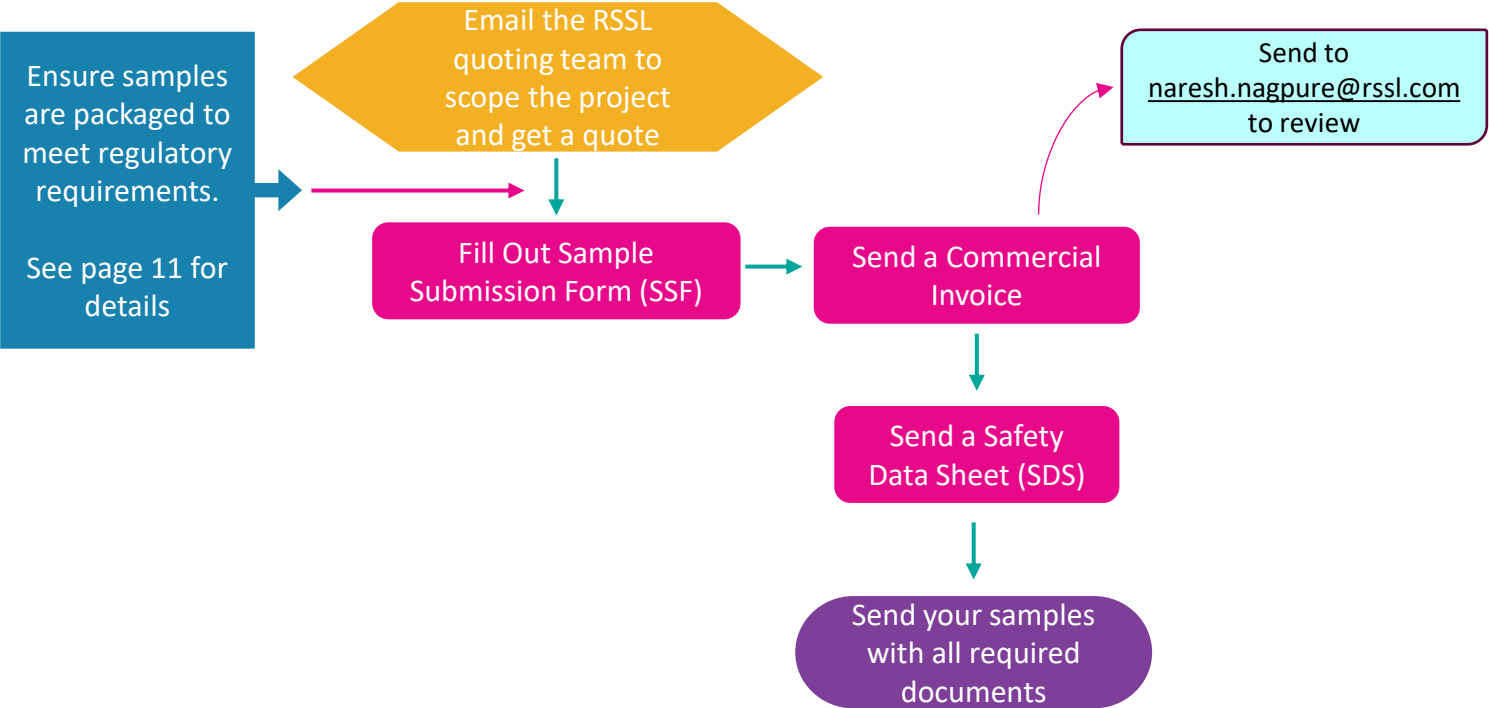 Email the RSSL
quoting team to
scope the project
and get a quote
Ensure samples
are packaged to
meet regulatory
requirements.
See page 11 for
details
Send to
naresh.nagpure@rssl.com
to review
Fill Out Sample
Submission Form (SSF)
Send a Commercial
Invoice
Send a Safety
Data Sheet (SDS)
Send your samples
with all required
documents